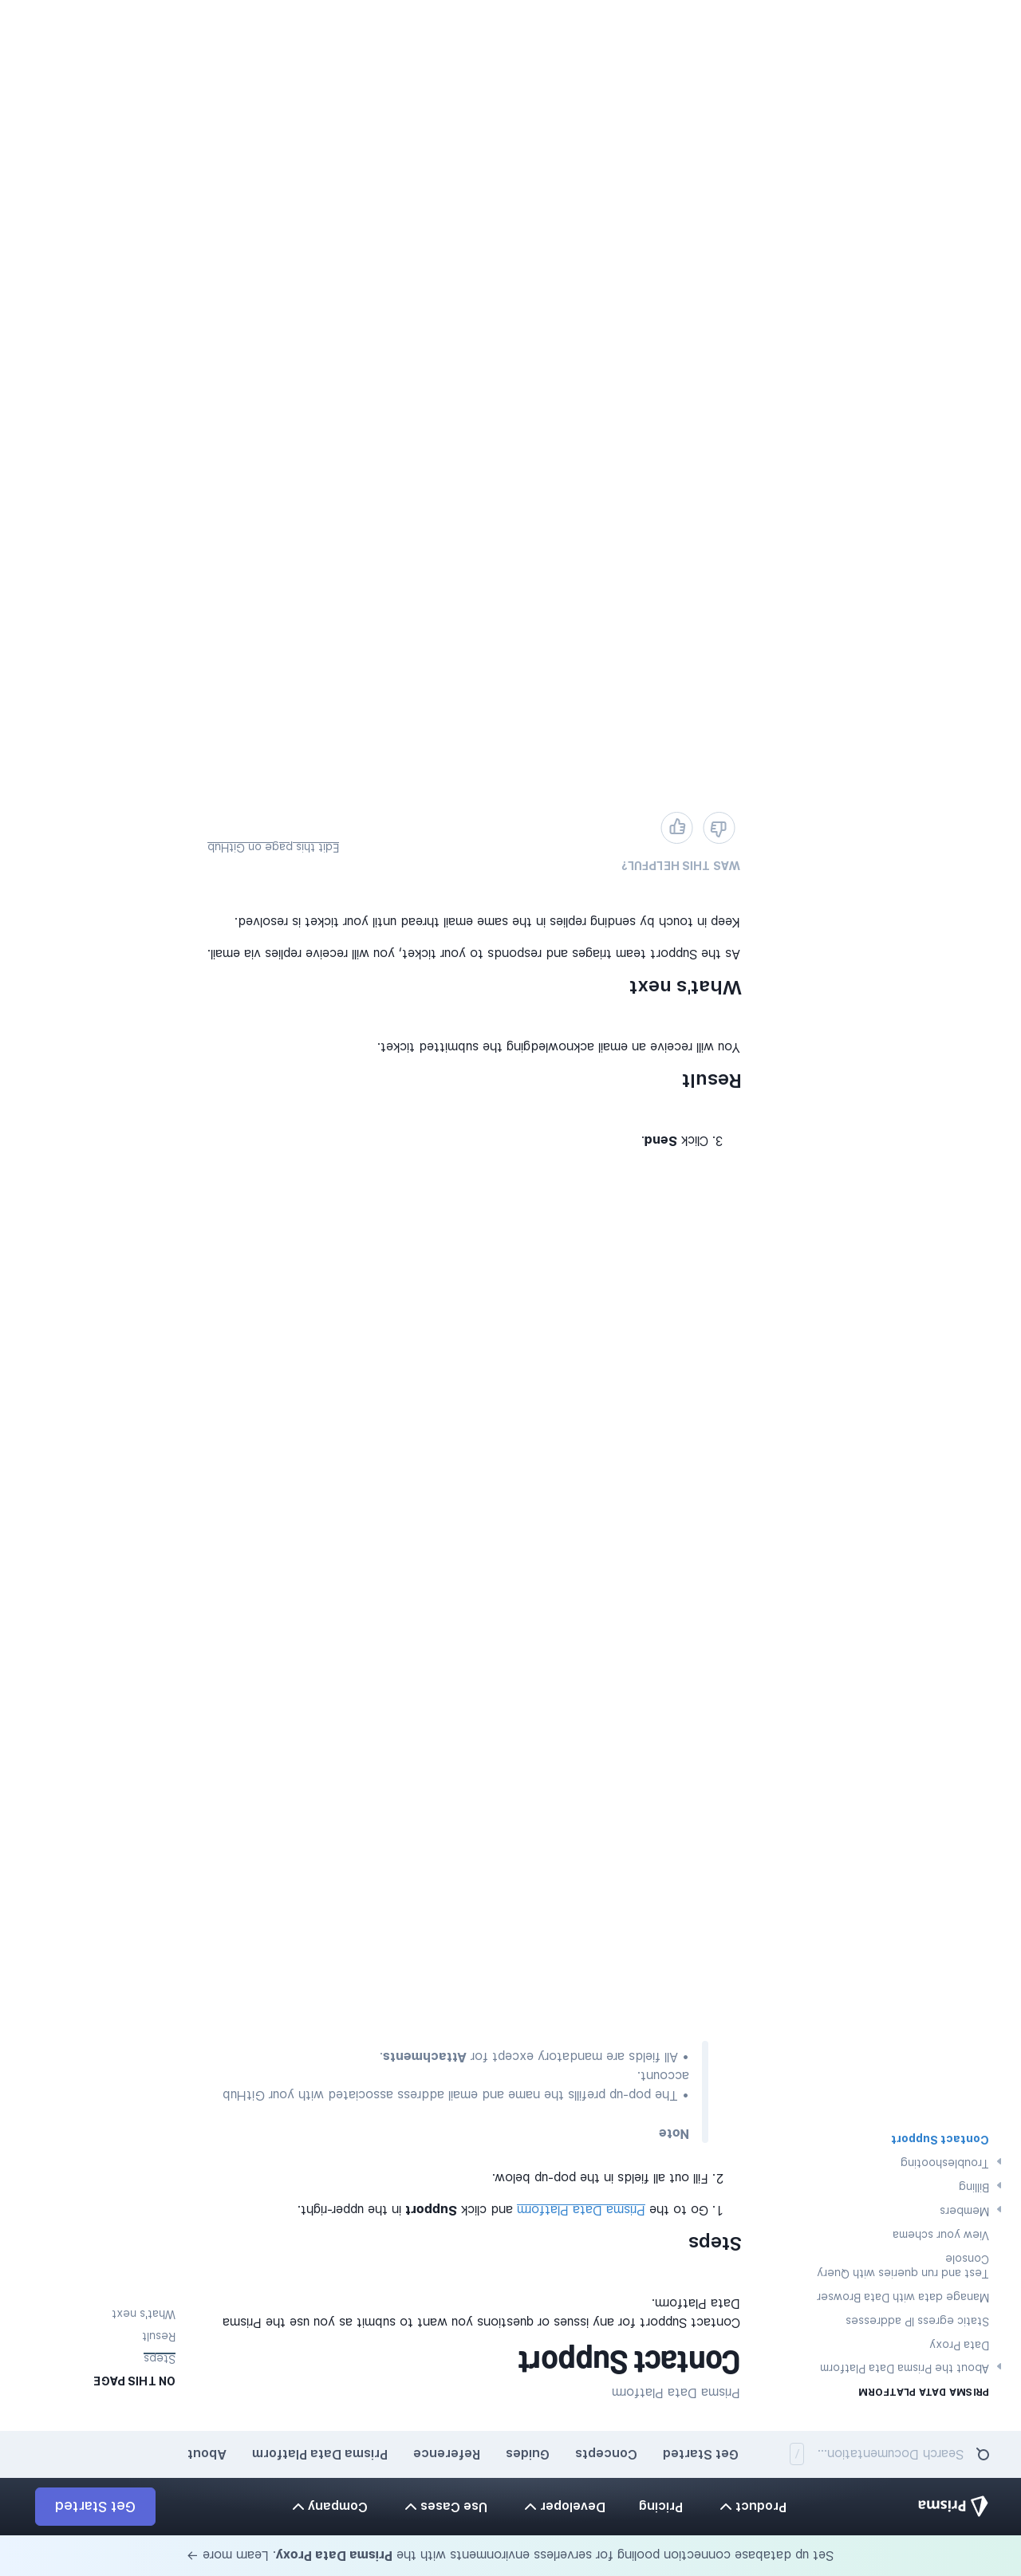 Set up database connection pooling for serverless environments with the Prisma Data Proxy. Learn more →
Prisma
Product
Pricing
Developer
Use Cases
Company
Get Started
Search Documentation...
/
Get Started
Concepts
Guides
Reference
Prisma Data Platform
About
PRISMA DATA PLATFORM
About the Prisma Data Platform
Data Proxy
Static egress IP addresses
Manage data with Data Browser
Test and run queries with Query
Console
View your schema
Members
Billing
Troubleshooting
Contact Support
Prisma Data Platform
Contact Support
Contact Support for any issues or questions you want to submit as you use the Prisma
Data Platform.
Steps
1. Go to the Prisma Data Platform and click Support in the upper-right.
2. Fill out all fields in the pop-up below.
Note
• The pop-up prefills the name and email address associated with your GitHub
account.
• All fields are mandatory except for Attachments.
3. Click Send.
Result
You will receive an email acknowledging the submitted ticket.
What's next
As the Support team triages and responds to your ticket, you will receive replies via email.
Keep in touch by sending replies in the same email thread until your ticket is resolved.
WAS THIS HELPFUL?
Edit this page on GitHub
ON THIS PAGE
Steps
Result
What's next